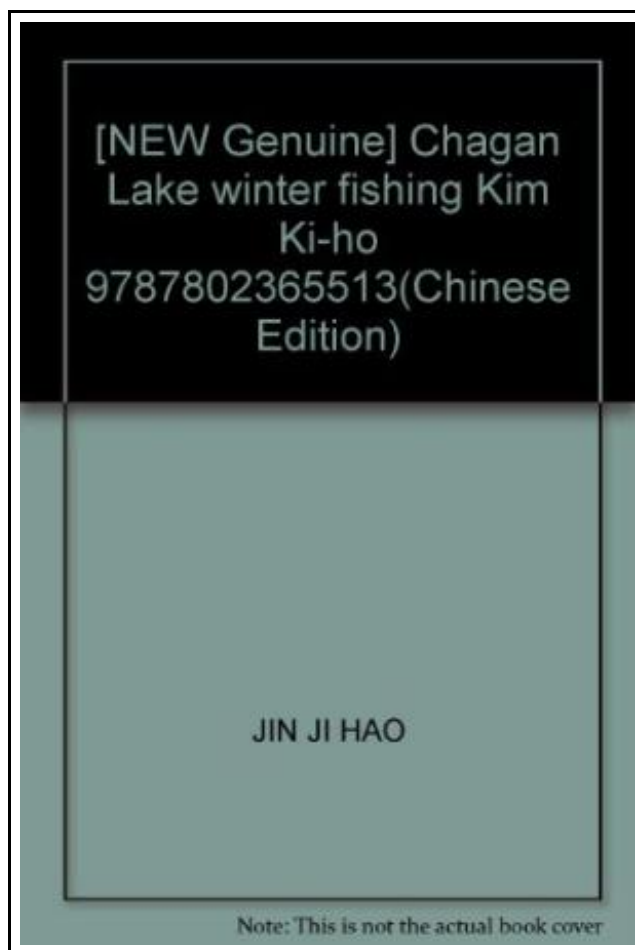 [NEW Genuine] Chagan
Lake winter fishing Kim
Ki-ho
9787802365513(Chinese
Edition)
JIN JI HAO
Note: This is not the actual book cover